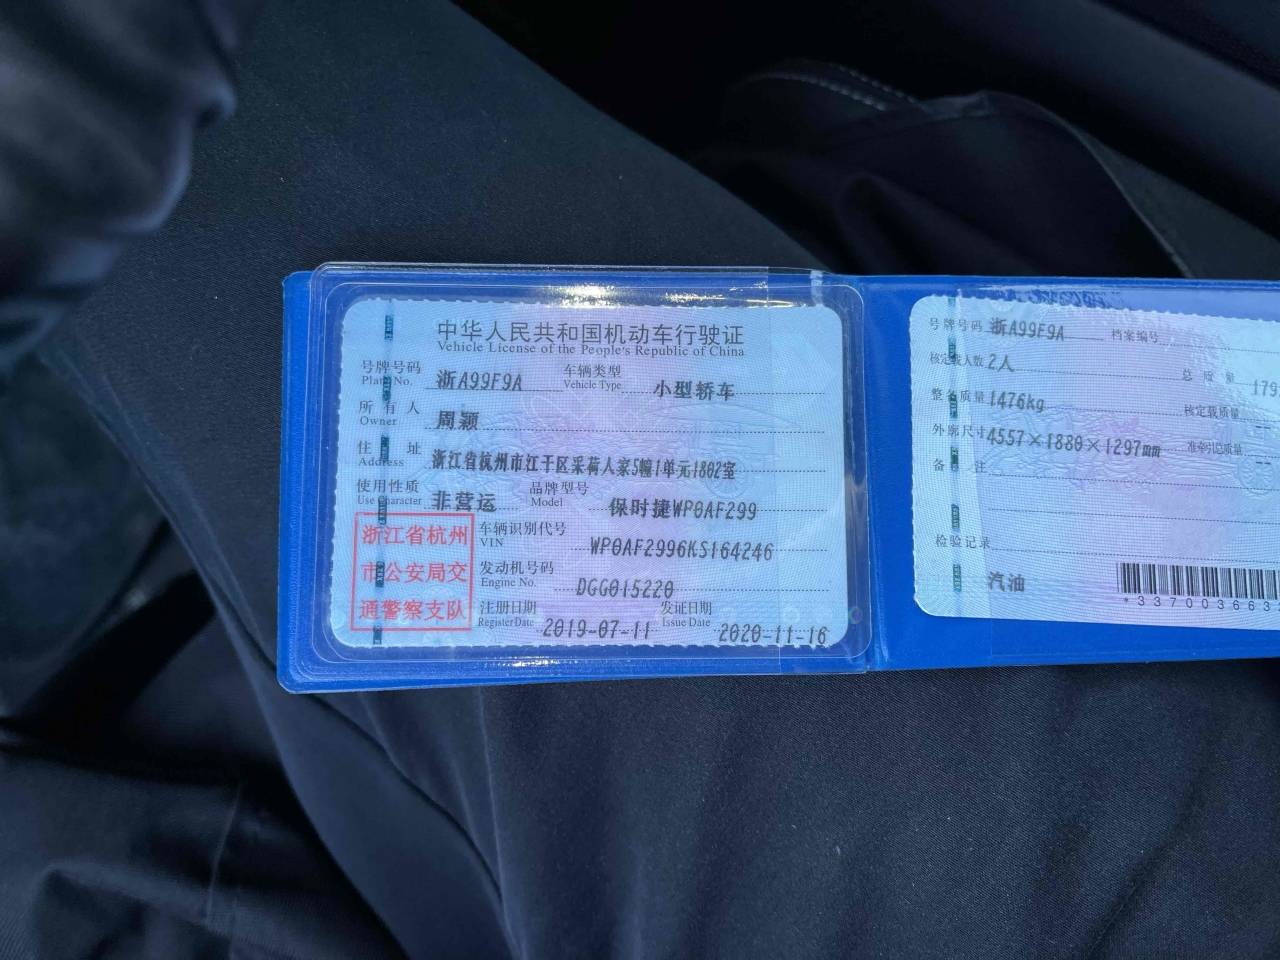 中华人民共和国机动车行驶证
Vehicle License of the People's Republic of China
号牌号码 浙A99F9A 车辆类型 小型轿车
Plate No. Vehicle Type
所有人 周颖
Owner
住址 浙江省杭州市江干区采荷人家5幢1单元1802室
Address
使用性质 非营运 品牌型号 保时捷WP0AF299
Use Character Model
浙江省杭州
市公安局交
通警察支队
车辆识别代号 WP0AF2996KS164246
VIN
发动机号码 DGG015220
Engine No.
注册日期 2019-07-11 发证日期 2020-11-16
Register Date Issue Date
号牌号码 浙A99F9A 档案编号
核定载人数 2人 总质量 179
整备质量 1476kg 核定载质量 --
外廓尺寸 4557×1880×1297mm 准牵引总质量 --
备注
检验记录
汽油
*337003663